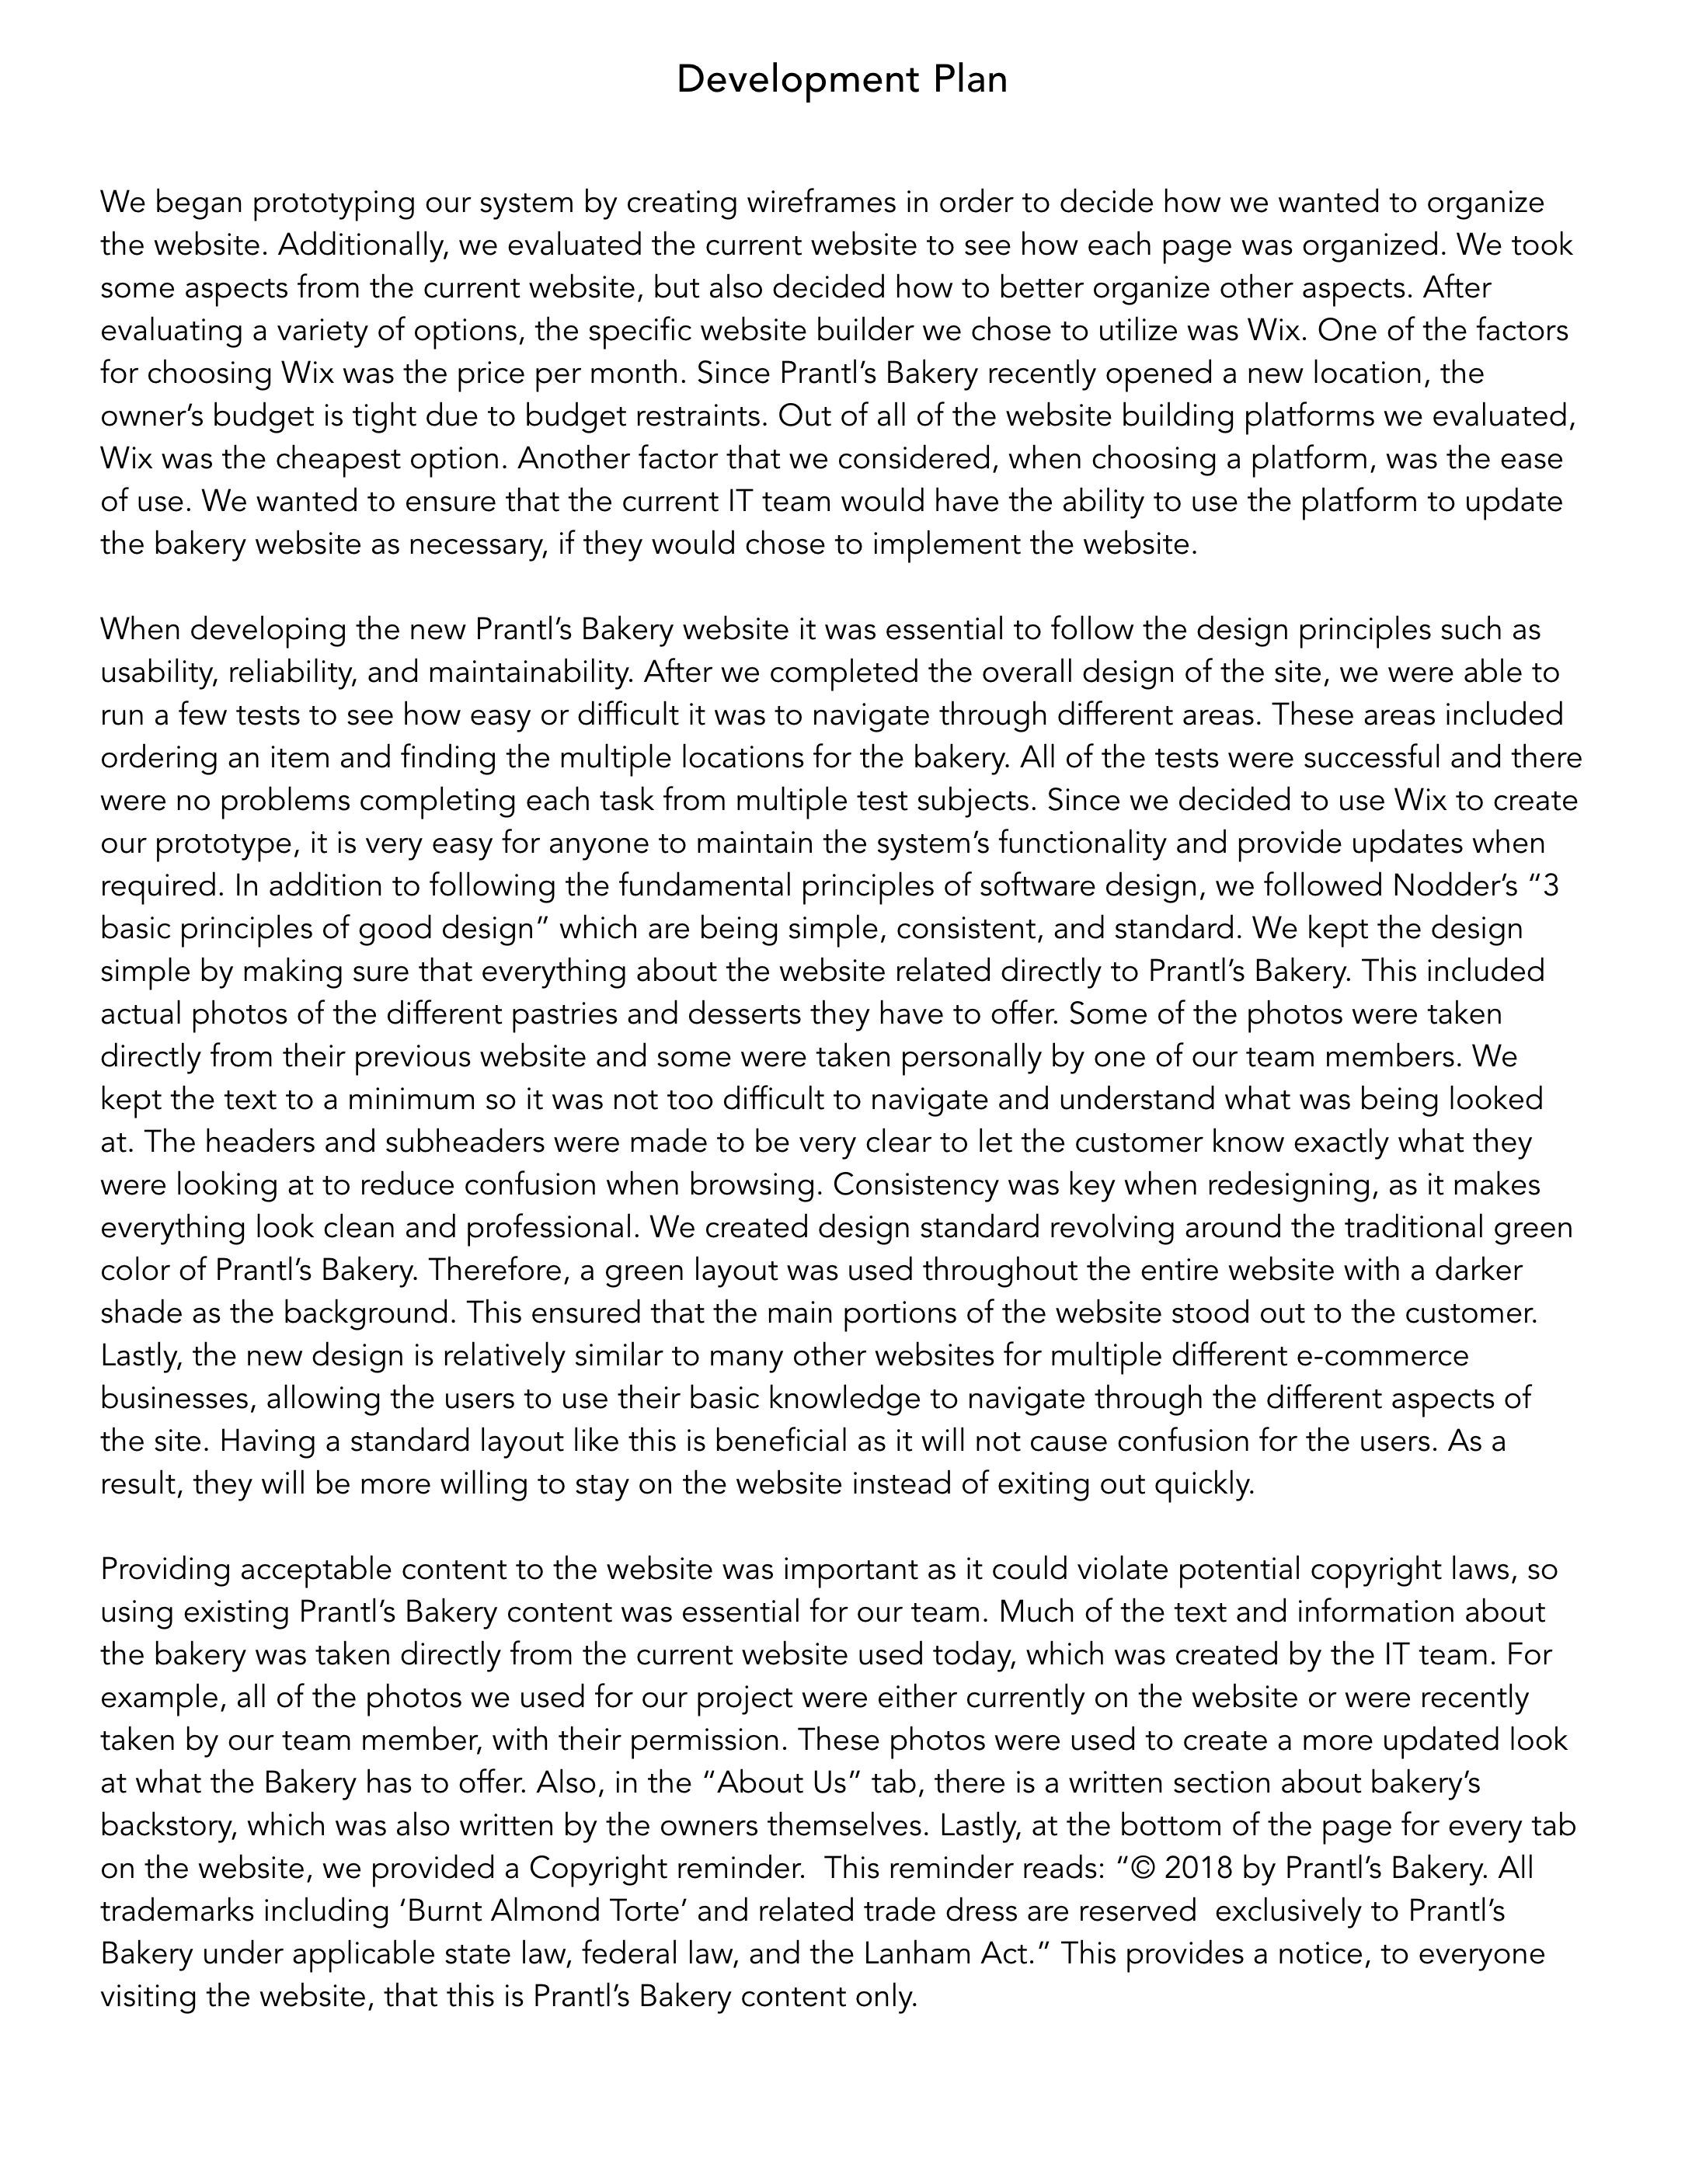 Development Plan
We began prototyping our system by creating wireframes in order to decide how we wanted to organize
the website. Additionally, we evaluated the current website to see how each page was organized. We took
some aspects from the current website, but also decided how to better organize other aspects. After
evaluating a variety of options, the specific website builder we chose to utilize was Wix. One of the factors
for choosing Wix was the price per month. Since Prantl’s Bakery recently opened a new location, the
owner’s budget is tight due to budget restraints. Out of all of the website building platforms we evaluated,
Wix was the cheapest option. Another factor that we considered, when choosing a platform, was the ease
of use. We wanted to ensure that the current IT team would have the ability to use the platform to update
the bakery website as necessary, if they would chose to implement the website.
When developing the new Prantl’s Bakery website it was essential to follow the design principles such as
usability, reliability, and maintainability. After we completed the overall design of the site, we were able to
run a few tests to see how easy or difficult it was to navigate through different areas. These areas included
ordering an item and finding the multiple locations for the bakery. All of the tests were successful and there
were no problems completing each task from multiple test subjects. Since we decided to use Wix to create
our prototype, it is very easy for anyone to maintain the system’s functionality and provide updates when
required. In addition to following the fundamental principles of software design, we followed Nodder’s “3
basic principles of good design” which are being simple, consistent, and standard. We kept the design
simple by making sure that everything about the website related directly to Prantl’s Bakery. This included
actual photos of the different pastries and desserts they have to offer. Some of the photos were taken
directly from their previous website and some were taken personally by one of our team members. We
kept the text to a minimum so it was not too difficult to navigate and understand what was being looked
at. The headers and subheaders were made to be very clear to let the customer know exactly what they
were looking at to reduce confusion when browsing. Consistency was key when redesigning, as it makes
everything look clean and professional. We created design standard revolving around the traditional green
color of Prantl’s Bakery. Therefore, a green layout was used throughout the entire website with a darker
shade as the background. This ensured that the main portions of the website stood out to the customer.
Lastly, the new design is relatively similar to many other websites for multiple different e-commerce
businesses, allowing the users to use their basic knowledge to navigate through the different aspects of
the site. Having a standard layout like this is beneficial as it will not cause confusion for the users. As a
result, they will be more willing to stay on the website instead of exiting out quickly.
Providing acceptable content to the website was important as it could violate potential copyright laws, so
using existing Prantl’s Bakery content was essential for our team. Much of the text and information about
the bakery was taken directly from the current website used today, which was created by the IT team. For
example, all of the photos we used for our project were either currently on the website or were recently
taken by our team member, with their permission. These photos were used to create a more updated look
at what the Bakery has to offer. Also, in the “About Us” tab, there is a written section about bakery’s
backstory, which was also written by the owners themselves. Lastly, at the bottom of the page for every tab
on the website, we provided a Copyright reminder.  This reminder reads: “© 2018 by Prantl’s Bakery. All
trademarks including ‘Burnt Almond Torte’ and related trade dress are reserved  exclusively to Prantl’s
Bakery under applicable state law, federal law, and the Lanham Act.” This provides a notice, to everyone
visiting the website, that this is Prantl’s Bakery content only.